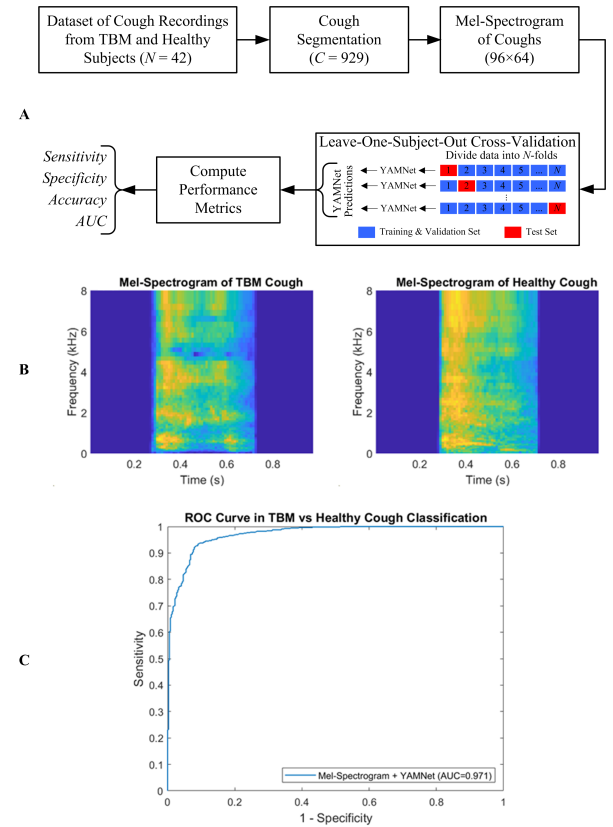 Dataset of Cough Recordings
from TBM and Healthy
Subjects (N = 42)
Cough
Segmentation
(C = 929)
Mel-Spectrogram
of Coughs
(96×64)
A
Leave-One-Subject-Out Cross-Validation
Divide data into N-folds
YAMNet 1 2 3 4 5 ... N
YAMNet 1 2 3 4 5 ... N
⋮
YAMNet 1 2 3 4 5 ... N
YAMNet
Predictions
Training & Validation Set
Test Set
Compute
Performance
Metrics
Sensitivity
Specificity
Accuracy
AUC
B
Mel-Spectrogram of TBM Cough
8
6
4
2
0
Frequency (kHz)
0.2 0.4 0.6 0.8
Time (s)
Mel-Spectrogram of Healthy Cough
8
6
4
2
0
Frequency (kHz)
0.2 0.4 0.6 0.8
Time (s)
C
ROC Curve in TBM vs Healthy Cough Classification
1
0.9
0.8
0.7
0.6
0.5
0.4
0.3
0.2
0.1
0
Sensitivity
Mel-Spectrogram + YAMNet (AUC=0.971)
0 0.2 0.4 0.6 0.8 1
1 - Specificity